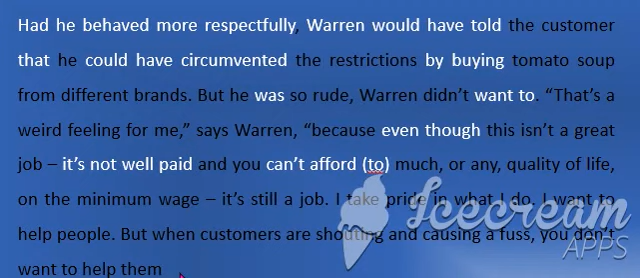 Had he behaved more respectfully, Warren would have told the customer
that he could have circumvented the restrictions by buying tomato soup
from different brands. But he was so rude, Warren didn’t want to. “That’s a
weird feeling for me,” says Warren, “because even though this isn’t a great
job – it’s not well paid and you can’t afford (to) much, or any, quality of life,
on the minimum wage – it’s still a job. I take pride in what I do. I want to
help people. But when customers are shouting and causing a fuss, you don’t
want to help them
Icecream
APPS